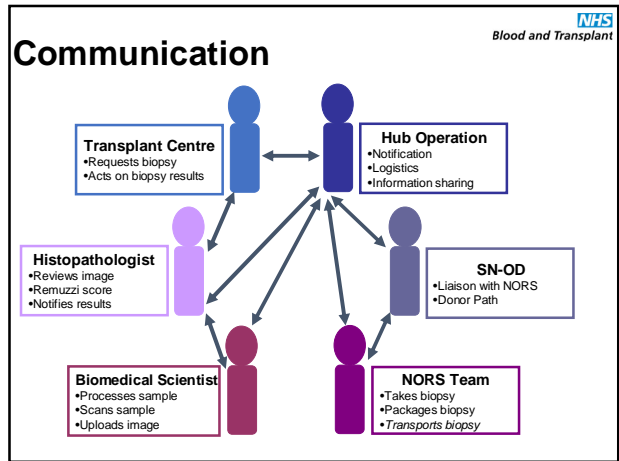 NHS
Blood and Transplant
Communication
Transplant Centre
•Requests biopsy
•Acts on biopsy results
Hub Operation
•Notification
•Logistics
•Information sharing
Histopathologist
•Reviews image
•Remuzzi score
•Notifies results
SN-OD
•Liaison with NORS
•Donor Path
Biomedical Scientist
•Processes sample
•Scans sample
•Uploads image
NORS Team
•Takes biopsy
•Packages biopsy
•Transports biopsy